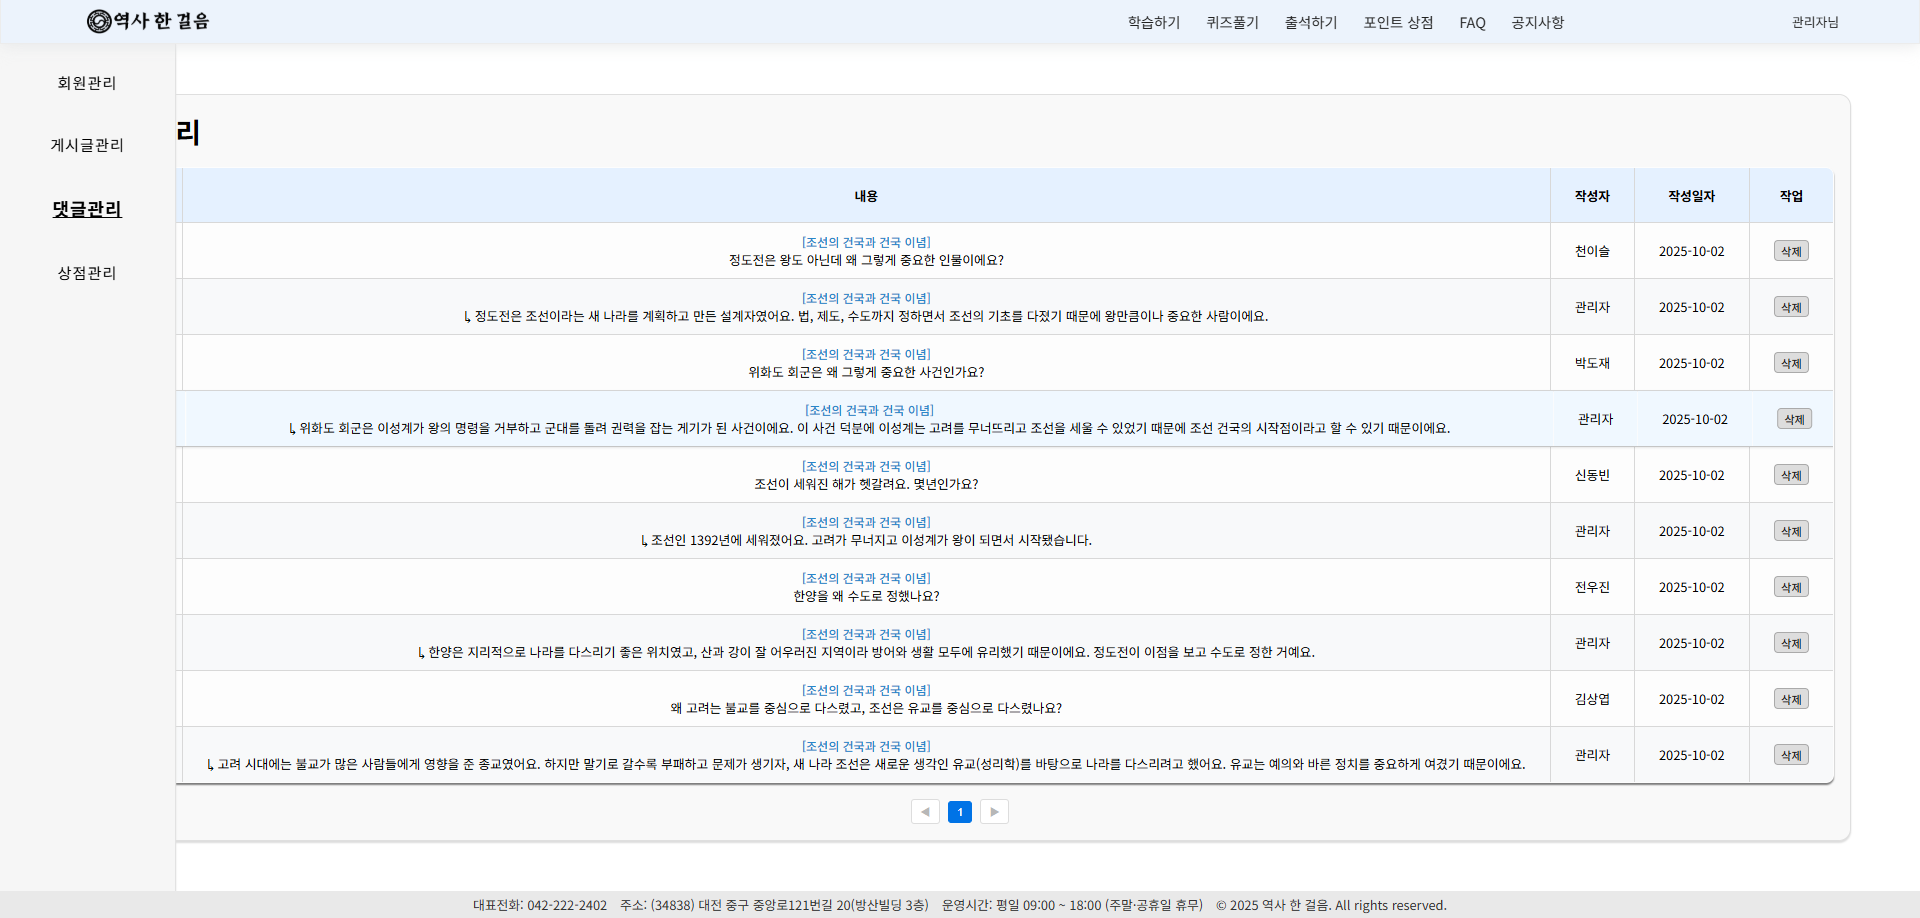 역사 한 걸음
학습하기 퀴즈풀기 출석하기 포인트 상점 FAQ 공지사항 관리자님
회원관리
게시글관리
댓글관리
상점관리
리
내용 작성자 작성일자 작업
[조선의 건국과 건국 이념]
정도전은 왕도 아닌데 왜 그렇게 중요한 인물이에요? 천이슬 2025-10-02 삭제
[조선의 건국과 건국 이념]
↳ 정도전은 조선이라는 새 나라를 계획하고 만든 설계자였어요. 법, 제도, 수도까지 정하면서 조선의 기초를 다졌기 때문에 왕만큼이나 중요한 사람이에요. 관리자 2025-10-02 삭제
[조선의 건국과 건국 이념]
위화도 회군은 왜 그렇게 중요한 사건인가요? 박도재 2025-10-02 삭제
[조선의 건국과 건국 이념]
↳ 위화도 회군은 이성계가 왕의 명령을 거부하고 군대를 돌려 권력을 잡는 게기가 된 사건이에요. 이 사건 덕분에 이성계는 고려를 무너뜨리고 조선을 세울 수 있었기 때문에 조선 건국의 시작점이라고 할 수 있기 때문이에요. 관리자 2025-10-02 삭제
[조선의 건국과 건국 이념]
조선이 세워진 해가 헷갈려요. 몇년인가요? 신동빈 2025-10-02 삭제
[조선의 건국과 건국 이념]
↳ 조선인 1392년에 세워졌어요. 고려가 무너지고 이성계가 왕이 되면서 시작됐습니다. 관리자 2025-10-02 삭제
[조선의 건국과 건국 이념]
한양을 왜 수도로 정했나요? 전우진 2025-10-02 삭제
[조선의 건국과 건국 이념]
↳ 한양은 지리적으로 나라를 다스리기 좋은 위치였고, 산과 강이 잘 어우러진 지역이라 방어와 생활 모두에 유리했기 때문이에요. 정도전이 이점을 보고 수도로 정한 거예요. 관리자 2025-10-02 삭제
[조선의 건국과 건국 이념]
왜 고려는 불교를 중심으로 다스렸고, 조선은 유교를 중심으로 다스렸나요? 김상엽 2025-10-02 삭제
[조선의 건국과 건국 이념]
↳ 고려 시대에는 불교가 많은 사람들에게 영향을 준 종교였어요. 하지만 말기로 갈수록 부패하고 문제가 생기자, 새 나라 조선은 새로운 생각인 유교(성리학)를 바탕으로 나라를 다스리려고 했어요. 유교는 예의와 바른 정치를 중요하게 여겼기 때문이에요. 관리자 2025-10-02 삭제
◀ 1 ▶
대표전화: 042-222-2402 주소: (34838) 대전 중구 중앙로121번길 20(방산빌딩 3층) 운영시간: 평일 09:00 ~ 18:00 (주말·공휴일 휴무) © 2025 역사 한 걸음. All rights reserved.